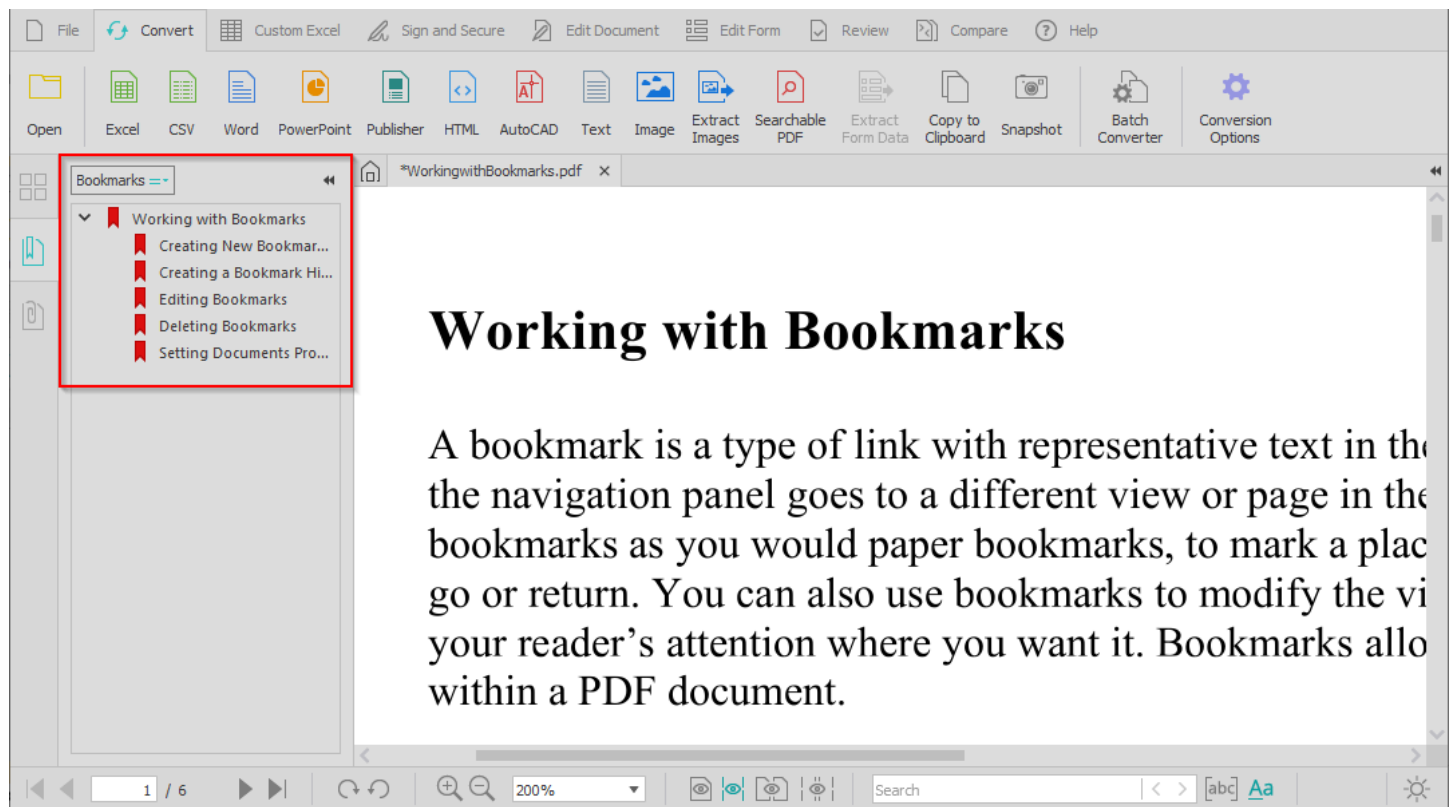 File Convert Custom Excel Sign and Secure Edit Document Edit Form Review Compare Help
Open Excel CSV Word PowerPoint Publisher HTML AutoCAD Text Image Extract Images Searchable PDF Extract Form Data Copy to Clipboard Snapshot Batch Converter Conversion Options
Bookmarks
*WorkingwithBookmarks.pdf
Working with Bookmarks
Creating New Bookmar...
Creating a Bookmark Hi...
Editing Bookmarks
Deleting Bookmarks
Setting Documents Pro...
Working with Bookmarks
A bookmark is a type of link with representative text in the
the navigation panel goes to a different view or page in the
bookmarks as you would paper bookmarks, to mark a plac
go or return. You can also use bookmarks to modify the vi
your reader's attention where you want it. Bookmarks allo
within a PDF document.
1 / 6 200% Search [abc] Aa